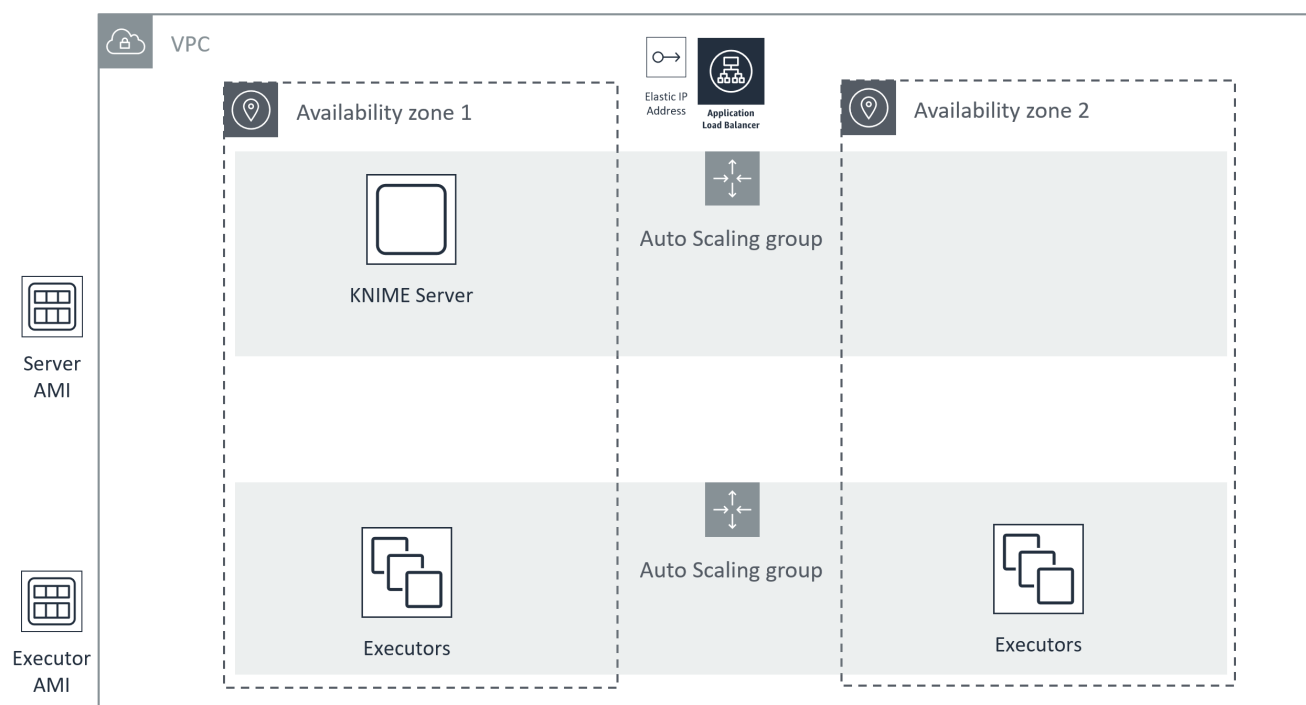 VPC
Elastic IP
Address
Application
Load Balancer
Availability zone 1
Availability zone 2
Auto Scaling group
KNIME Server
Server
AMI
Auto Scaling group
Executors
Executors
Executor
AMI